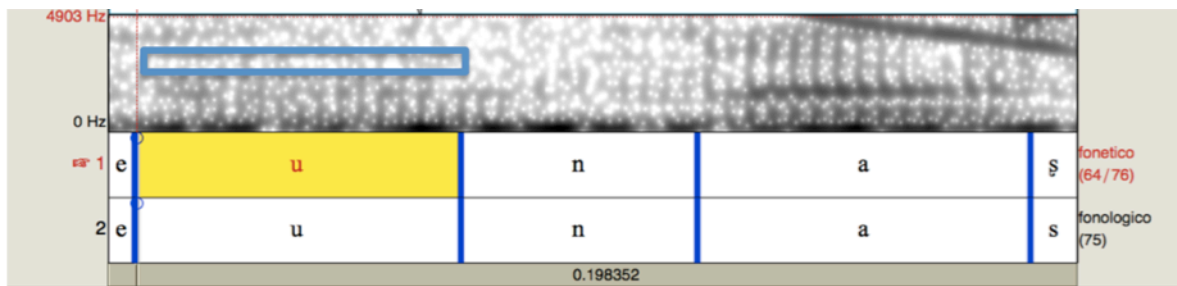 4903 Hz
0 Hz
☞ 1 e u n a ş fonetico (64/76)
2 e u n a s fonologico (75)
0.198352